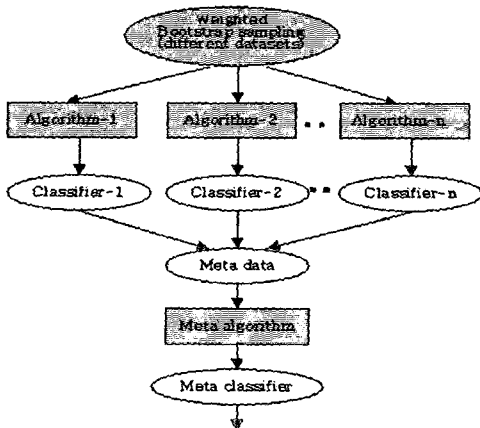 Weighted
Bootstrap sampling
(different datasets)
Algorithm-1 Algorithm-2 .. Algorithm-n
Classifier-1 Classifier-2 .. Classifier-n
Meta data
Meta algorithm
Meta classifier